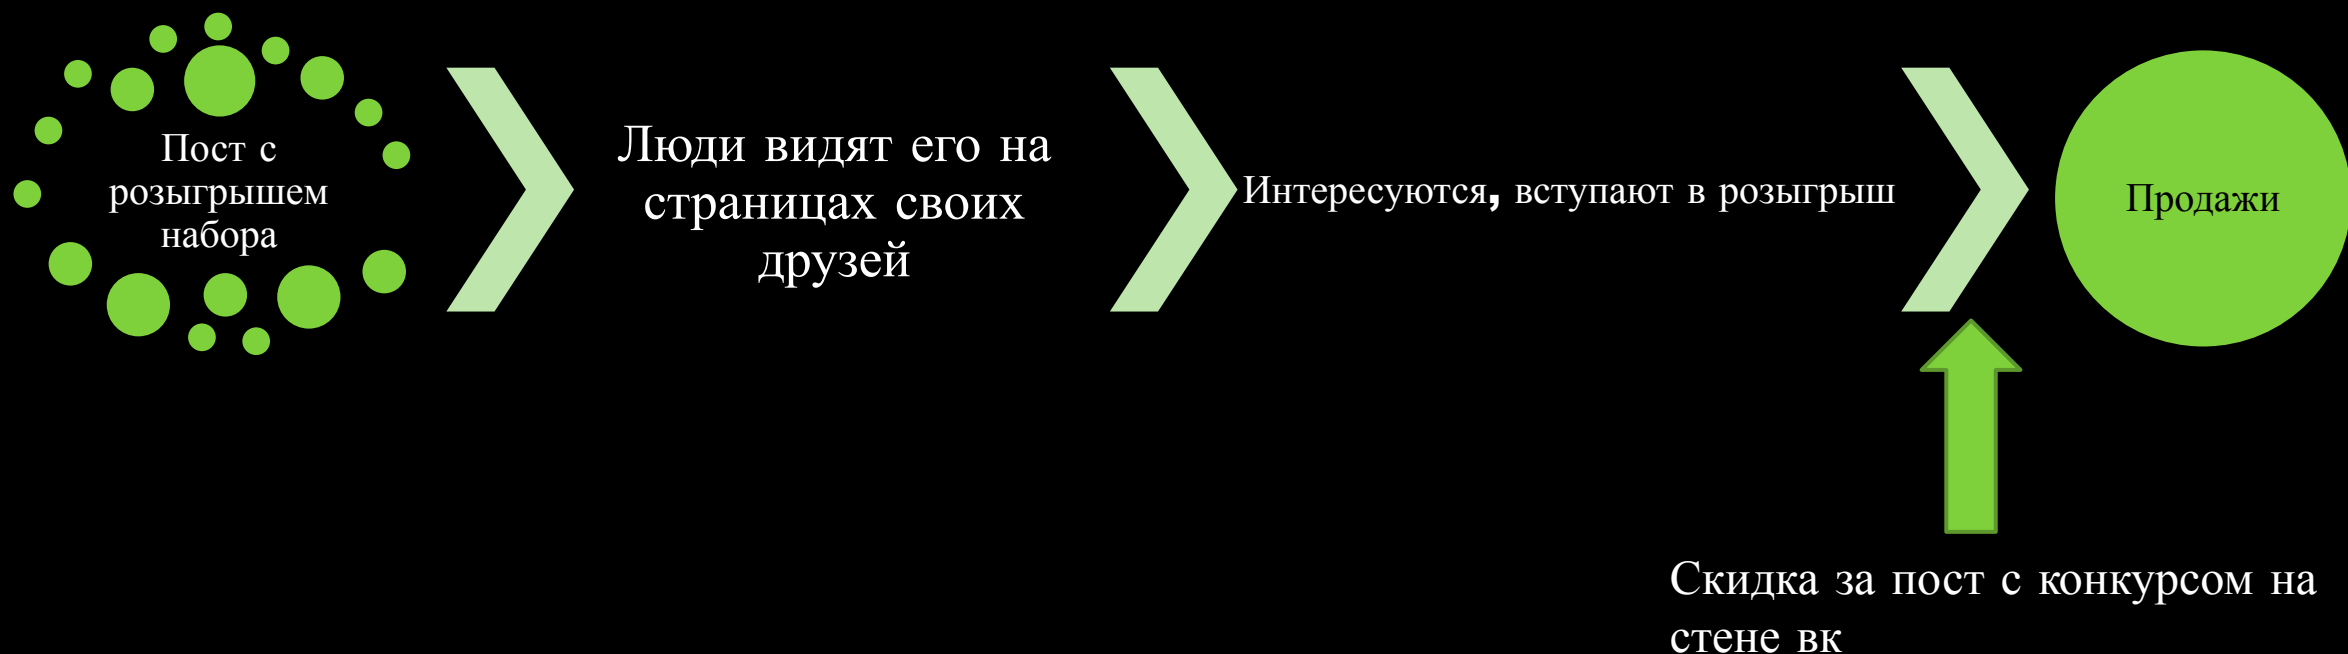 Пост с
розыгрышем
набора
Люди видят его на
страницах своих
друзей
Интересуются, вступают в розыгрыш
Продажи
Скидка за пост с конкурсом на
стене вк